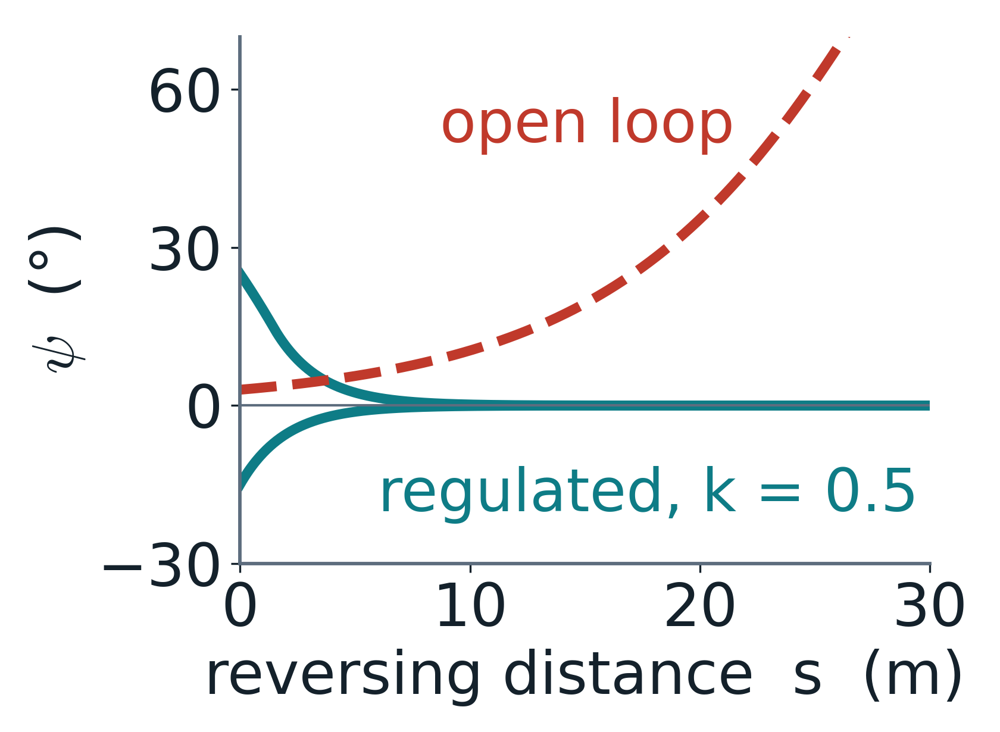 60
open loop
30
ψ (°)
0
regulated, k = 0.5
−30
0 10 20 30
reversing distance s (m)